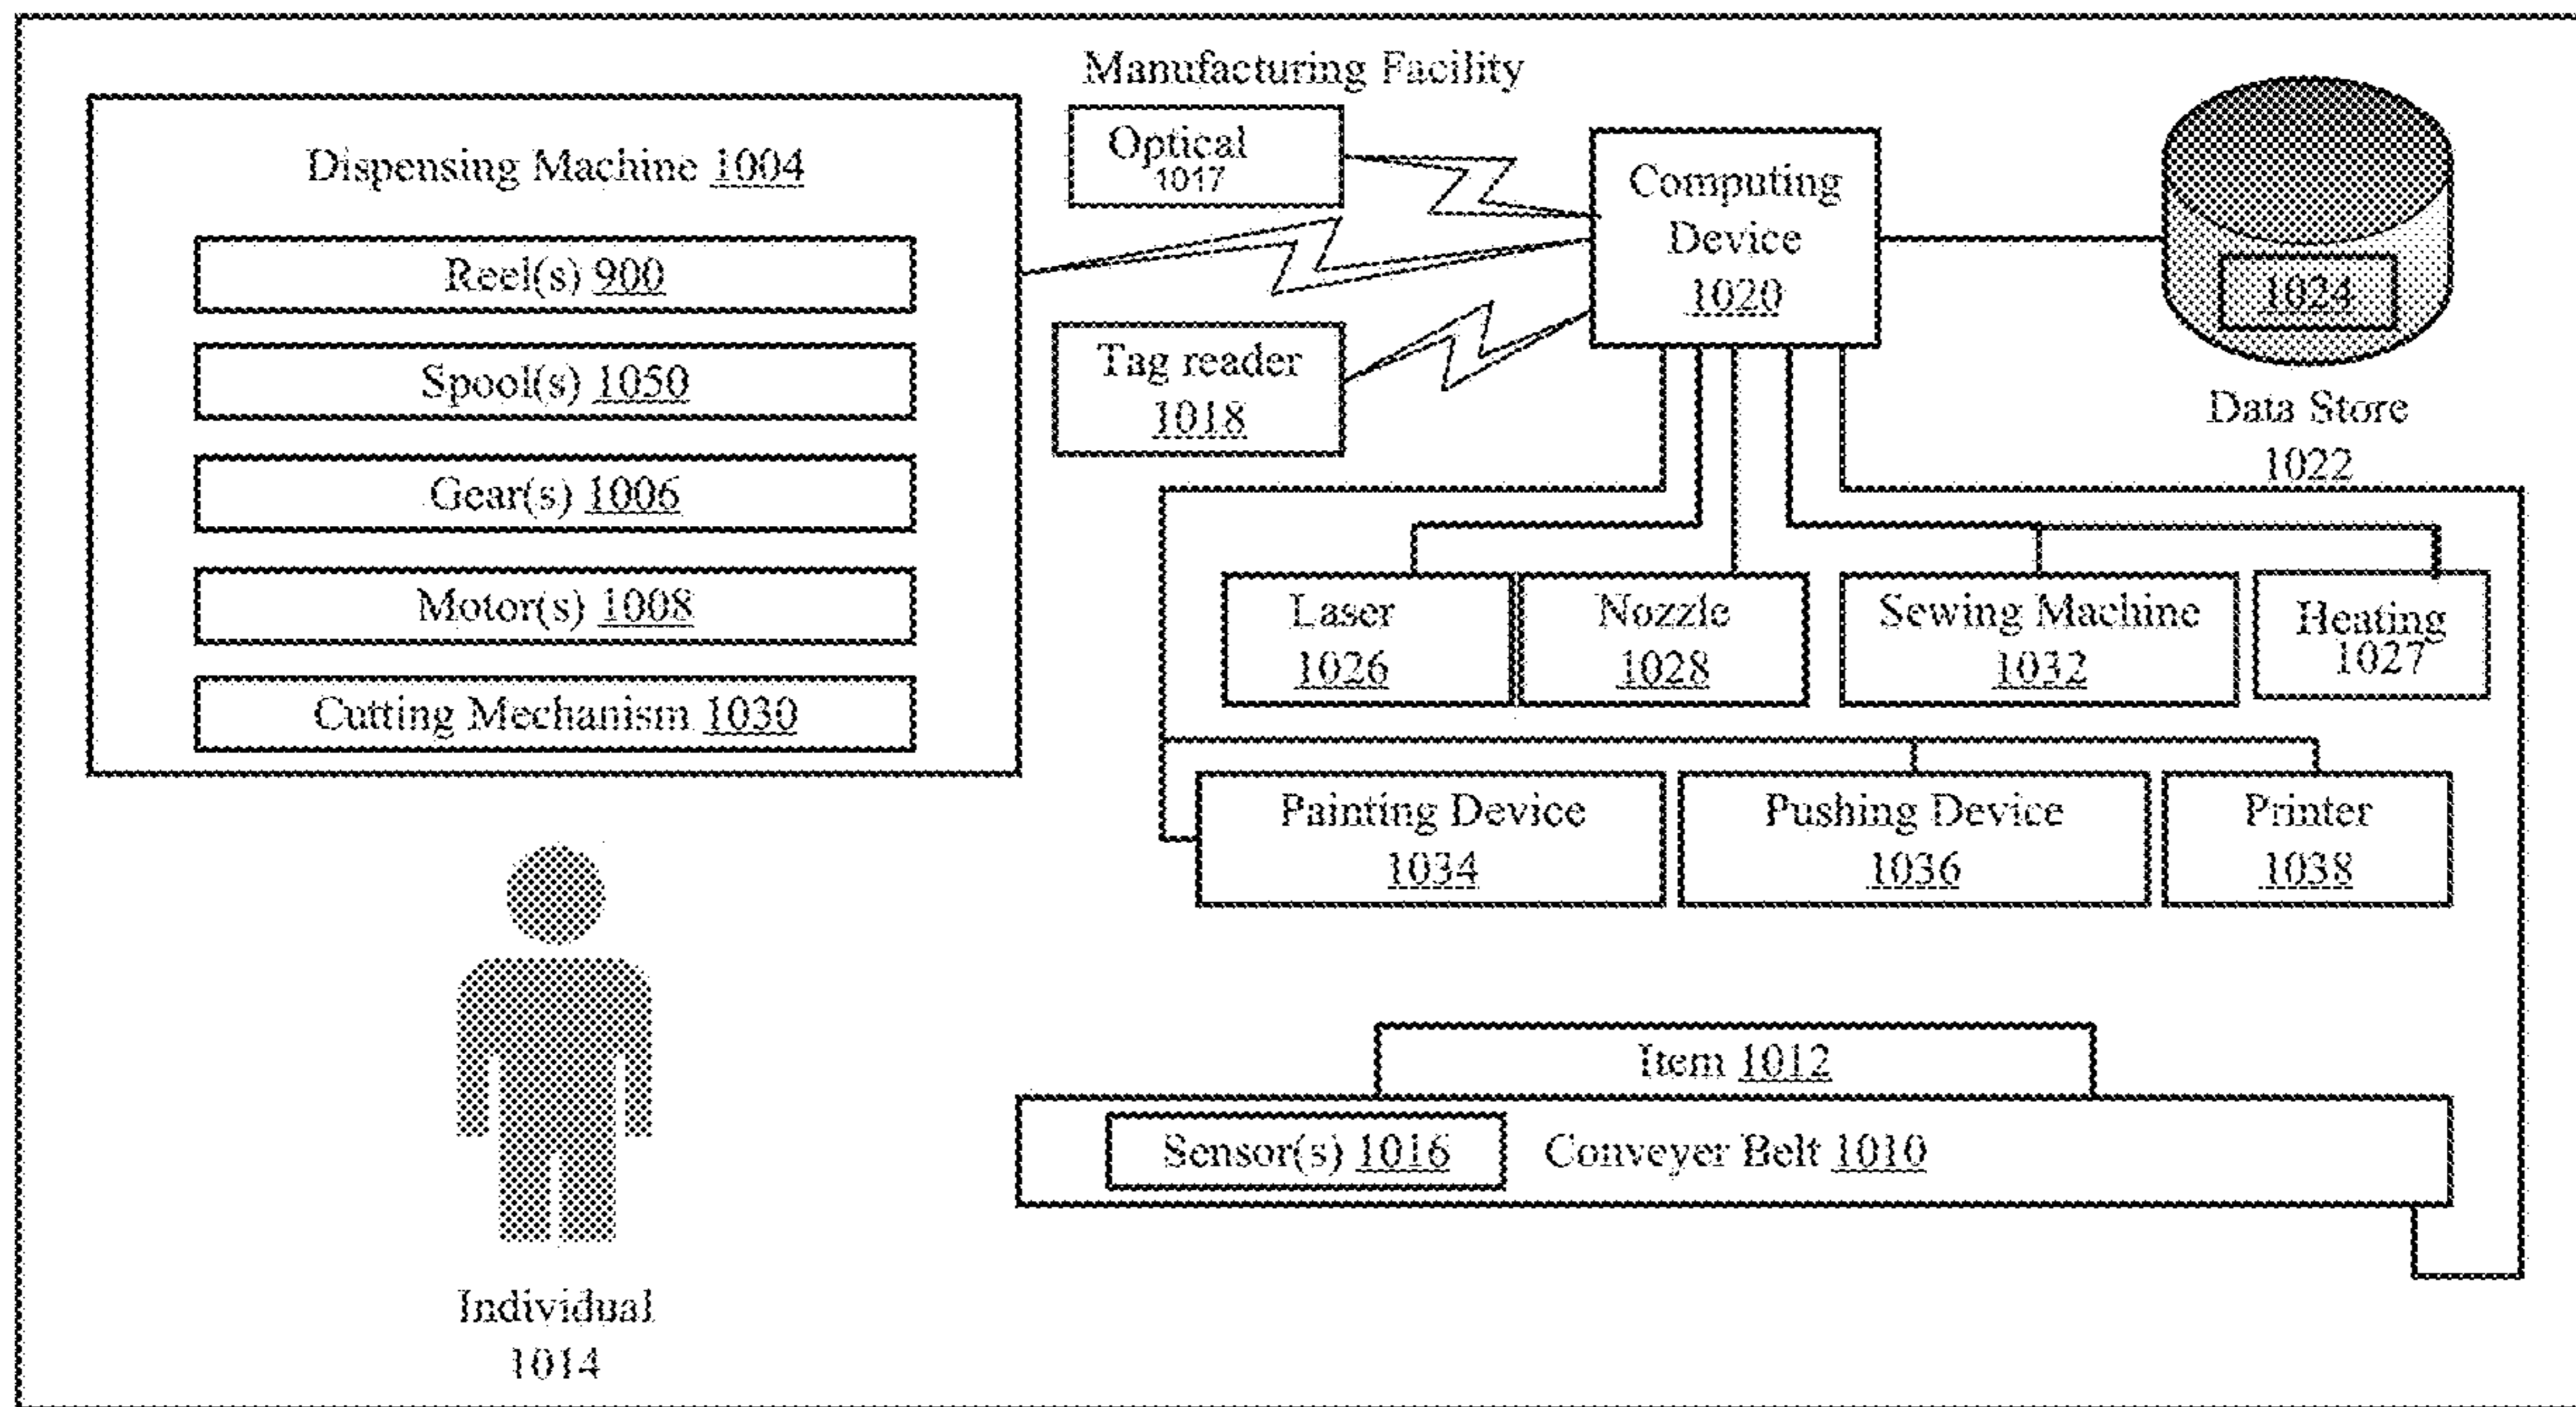 Manufacturing Facility
Dispensing Machine 1004
Reel(s) 900
Spool(s) 1050
Gear(s) 1006
Motor(s) 1008
Cutting Mechanism 1030
Optical
1017
Tag reader
1018
Computing
Device
1020
1024
Data Store
1022
Laser
1026
Nozzle
1028
Sewing Machine
1032
Heating
1027
Painting Device
1034
Pushing Device
1036
Printer
1038
Item 1012
Sensor(s) 1016
Conveyer Belt 1010
Individual
1014